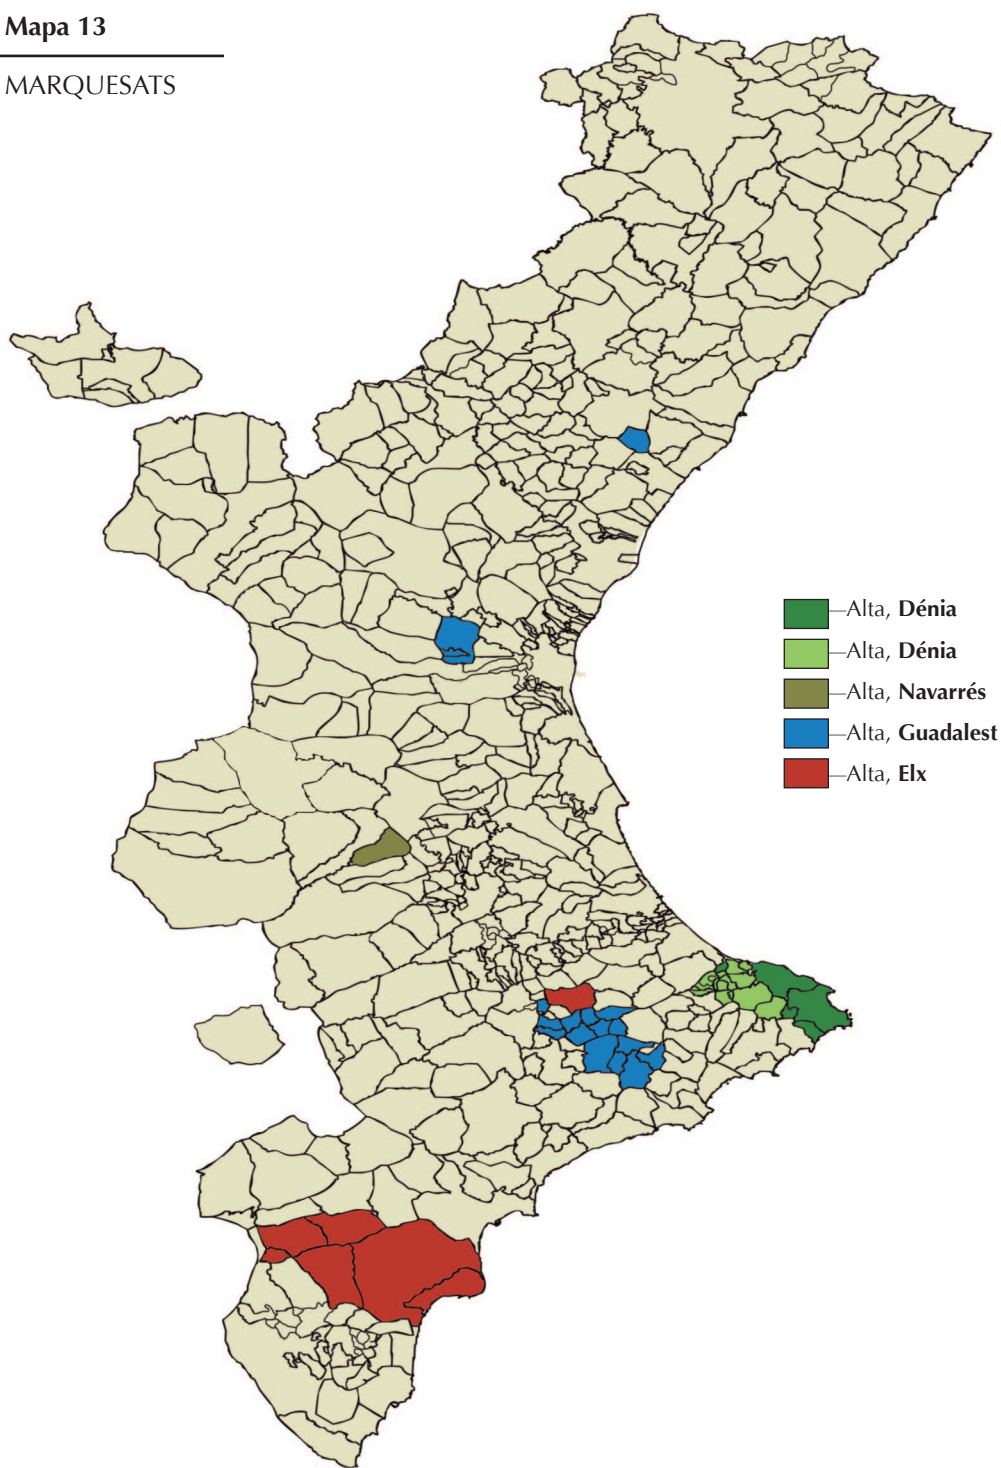 Mapa 13
MARQUESATS
Alta, Dénia
Alta, Dénia
Alta, Navarrés
Alta, Guadalest
Alta, Elx